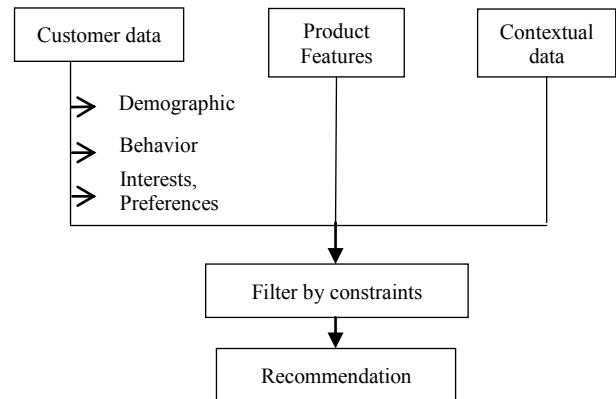 Customer data
Product
Features
Contextual
data
Demographic
Behavior
Interests,
Preferences
Filter by constraints
Recommendation